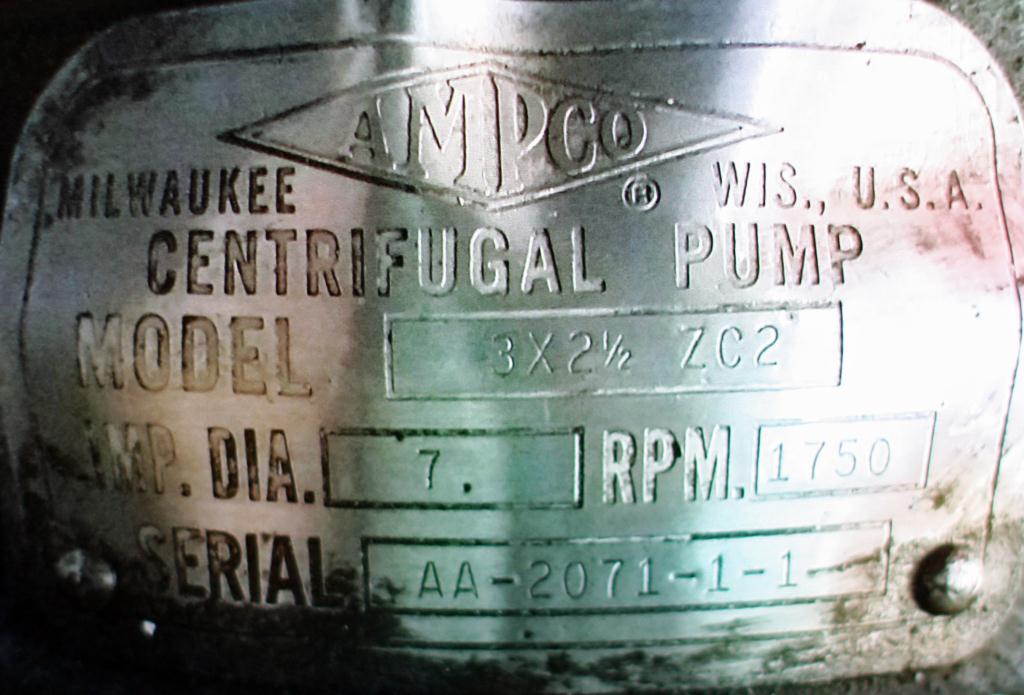 AMPCO ®
MILWAUKEE WIS., U.S.A.
CENTRIFUGAL PUMP
MODEL 3X2½ ZC2
IMP. DIA. 7. RPM. 1750
SERIAL AA-2071-1-1-